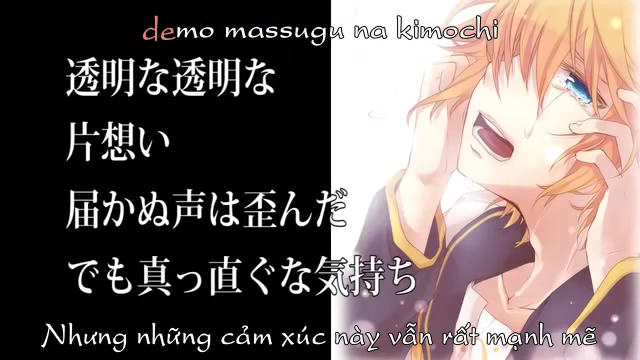 demo massugu na kimochi
透明な透明な
片想い
届かぬ声は歪んだ
でも真っ直ぐな気持ち
Nhưng những cảm xúc này vẫn rất mạnh mẽ